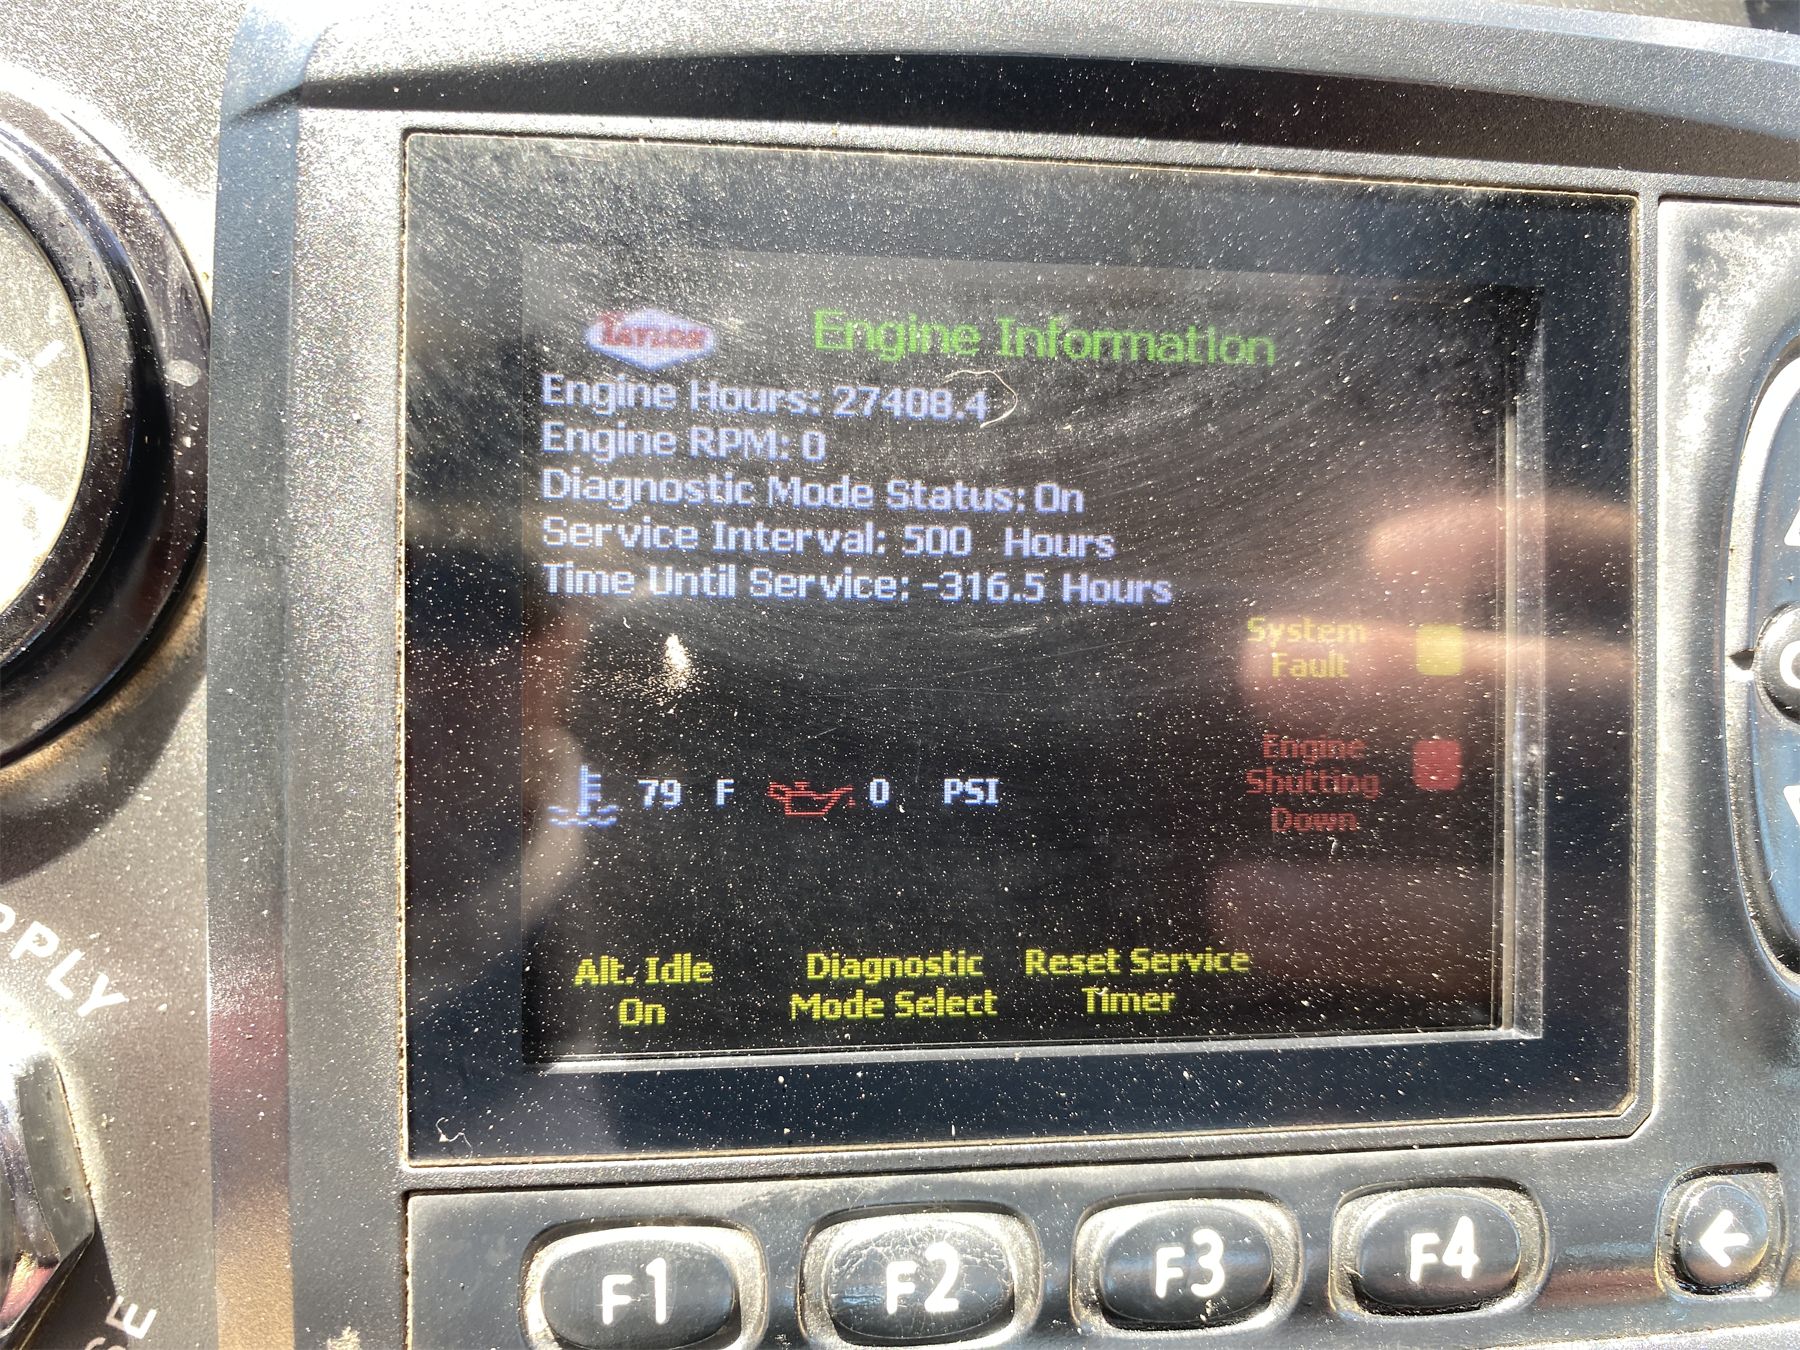 TAYLOR
Engine Information
Engine Hours: 27408.4
Engine RPM: 0
Diagnostic Mode Status: On
Service Interval: 500 Hours
Time Until Service: -316.5 Hours
System
Fault
Engine
Shutting
Down
79 F 0 PSI
Alt. Idle
On
Diagnostic
Mode Select
Reset Service
Timer
F1 F2 F3 F4